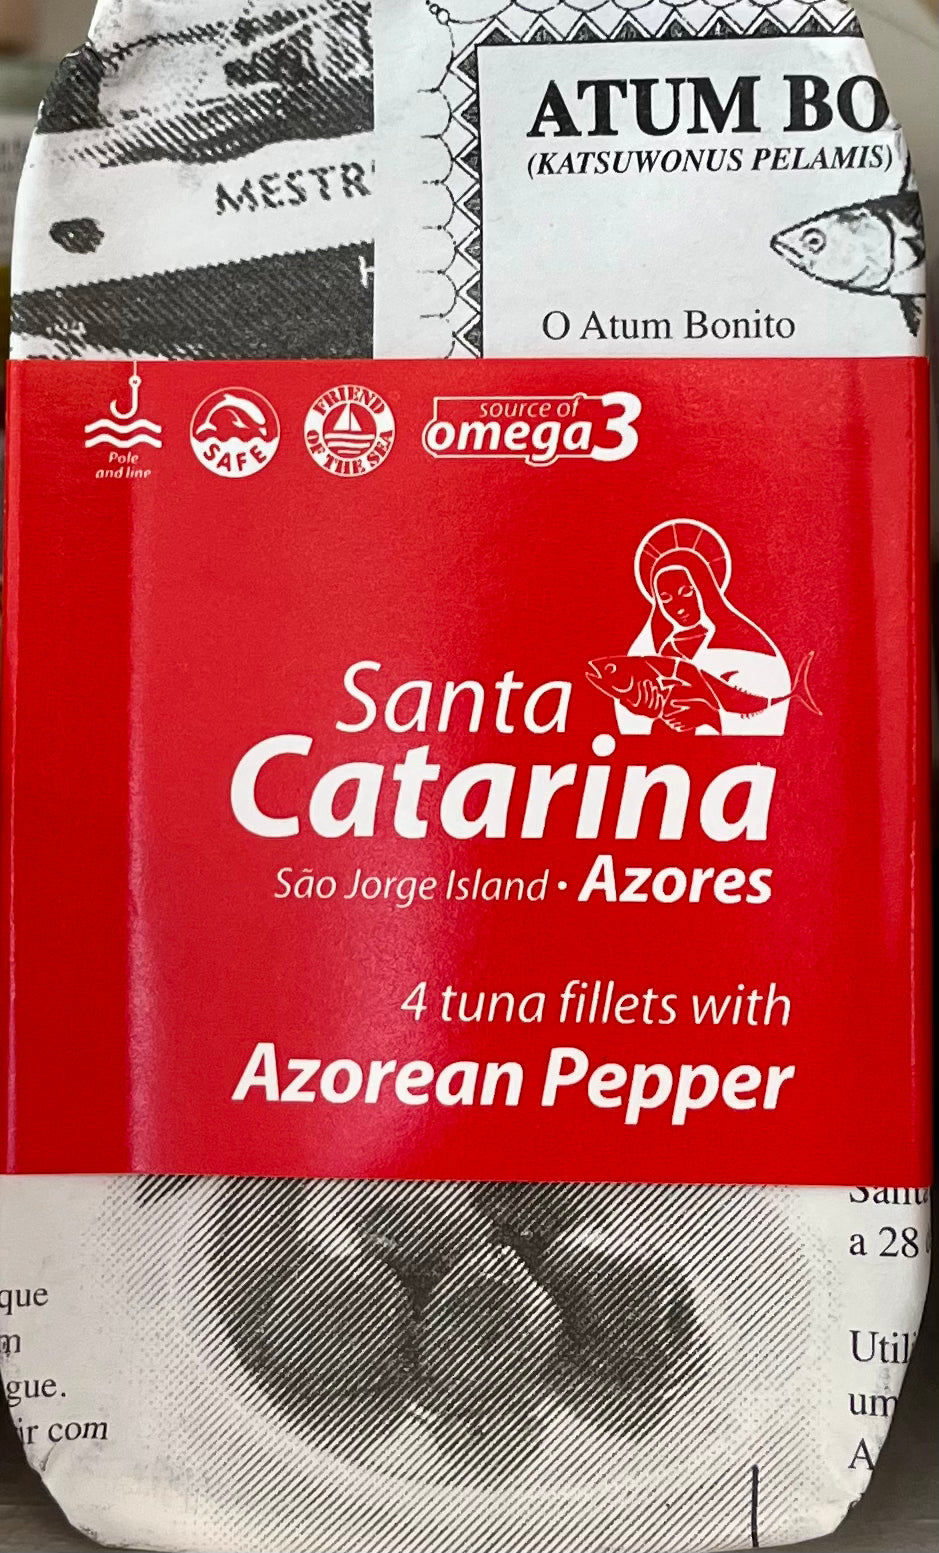 MESTR
ATUM BO
(KATSUWONUS PELAMIS)
O Atum Bonito
Pole
and line
SAFE
FRIEND
OF THE SEA
source of
omega3
Santa
Catarina
São Jorge Island · Azores
4 tuna fillets with
Azorean Pepper
que
m
gue.
ir com
a 28
Util
um
A